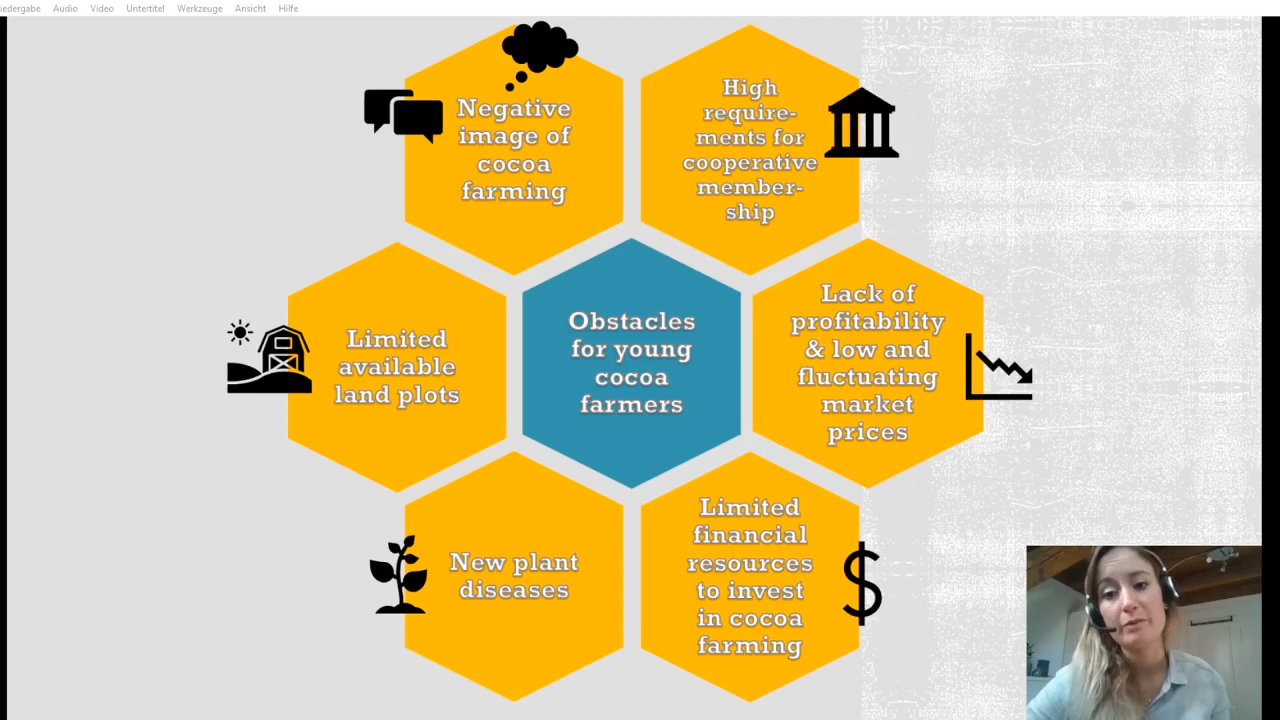 iedergabe Audio Video Untertitel Werkzeuge Ansicht Hilfe
Negative
image of
cocoa
farming
High
require-
ments for
cooperative
member-
ship
Limited
available
land plots
Obstacles
for young
cocoa
farmers
Lack of
profitability
& low and
fluctuating
market
prices
New plant
diseases
Limited
financial
resources
to invest
in cocoa
farming
$